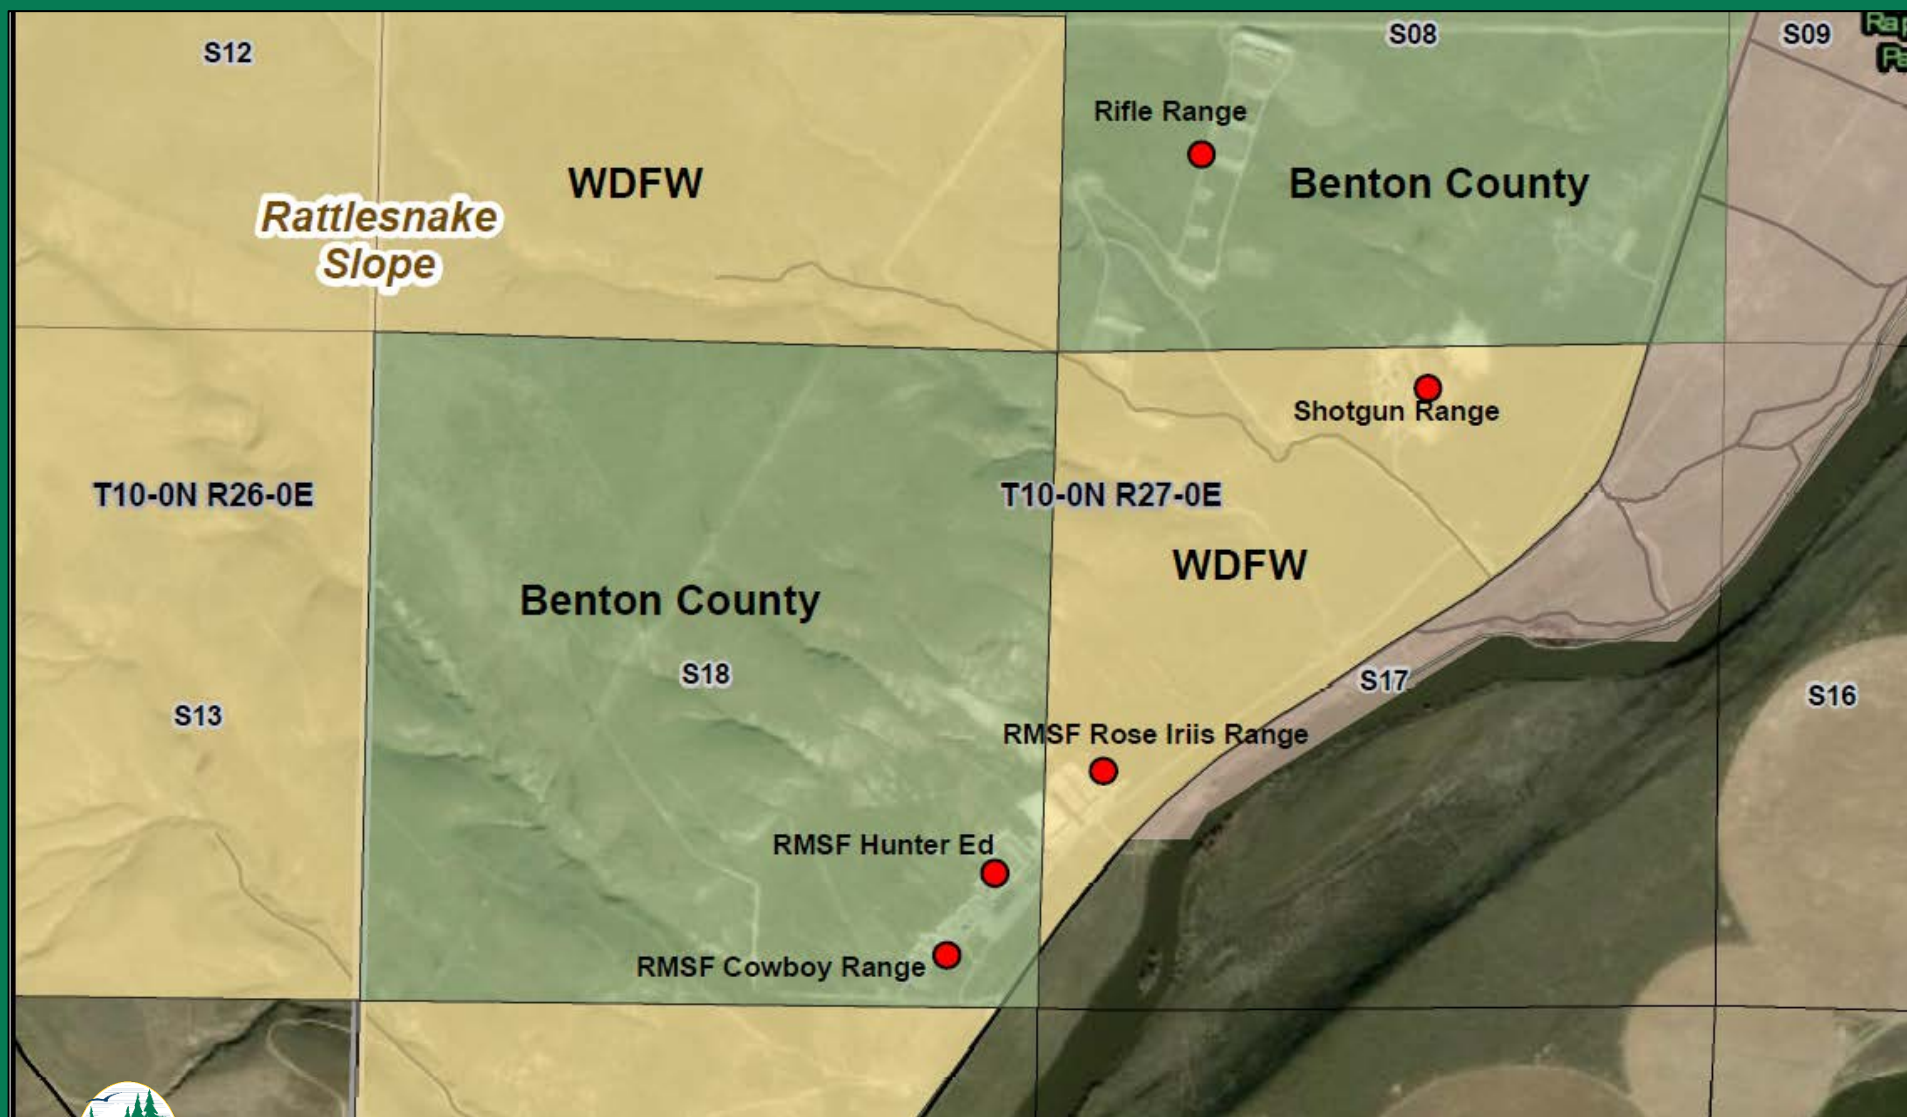 S12
S08
S09
Rifle Range
WDFW
Benton County
Rattlesnake
Slope
Shotgun Range
T10-0N R26-0E
T10-0N R27-0E
WDFW
Benton County
S18
S17
S16
S13
RMSF Rose Iriis Range
RMSF Hunter Ed
RMSF Cowboy Range